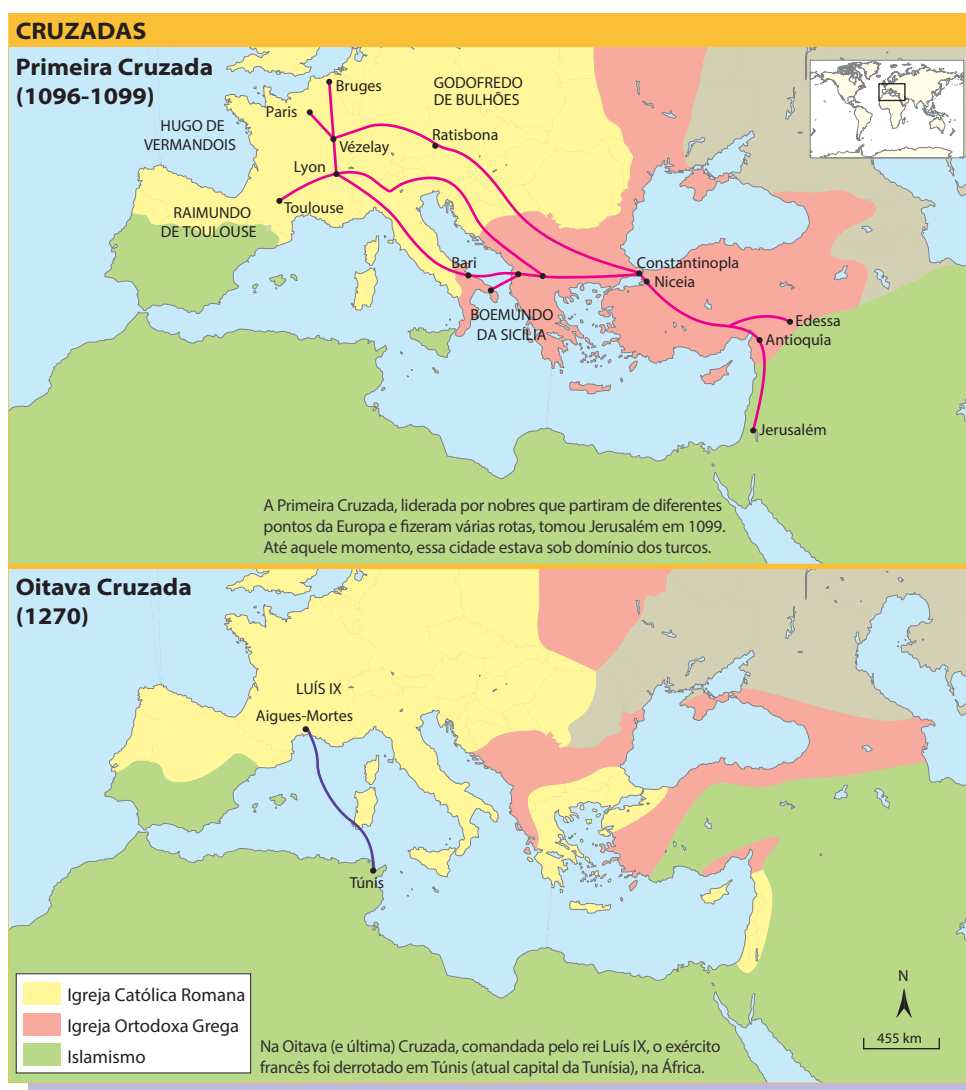 CRUZADAS
Primeira Cruzada
(1096-1099)
Bruges
GODOFREDO
DE BULHÕES
Paris
HUGO DE
VERMANDOIS
Vézelay
Ratisbona
Lyon
Toulouse
RAIMUNDO
DE TOULOUSE
Bari
Constantinopla
Niceia
BOEMUNDO
DA SICÍLIA
Edessa
Antioquia
Jerusalém
A Primeira Cruzada, liderada por nobres que partiram de diferentes
pontos da Europa e fizeram várias rotas, tomou Jerusalém em 1099.
Até aquele momento, essa cidade estava sob domínio dos turcos.
Oitava Cruzada
(1270)
LUÍS IX
Aigues-Mortes
Túnis
Igreja Católica Romana
Igreja Ortodoxa Grega
Islamismo
N
455 km
Na Oitava (e última) Cruzada, comandada pelo rei Luís IX, o exército
francês foi derrotado em Túnis (atual capital da Tunísia), na África.